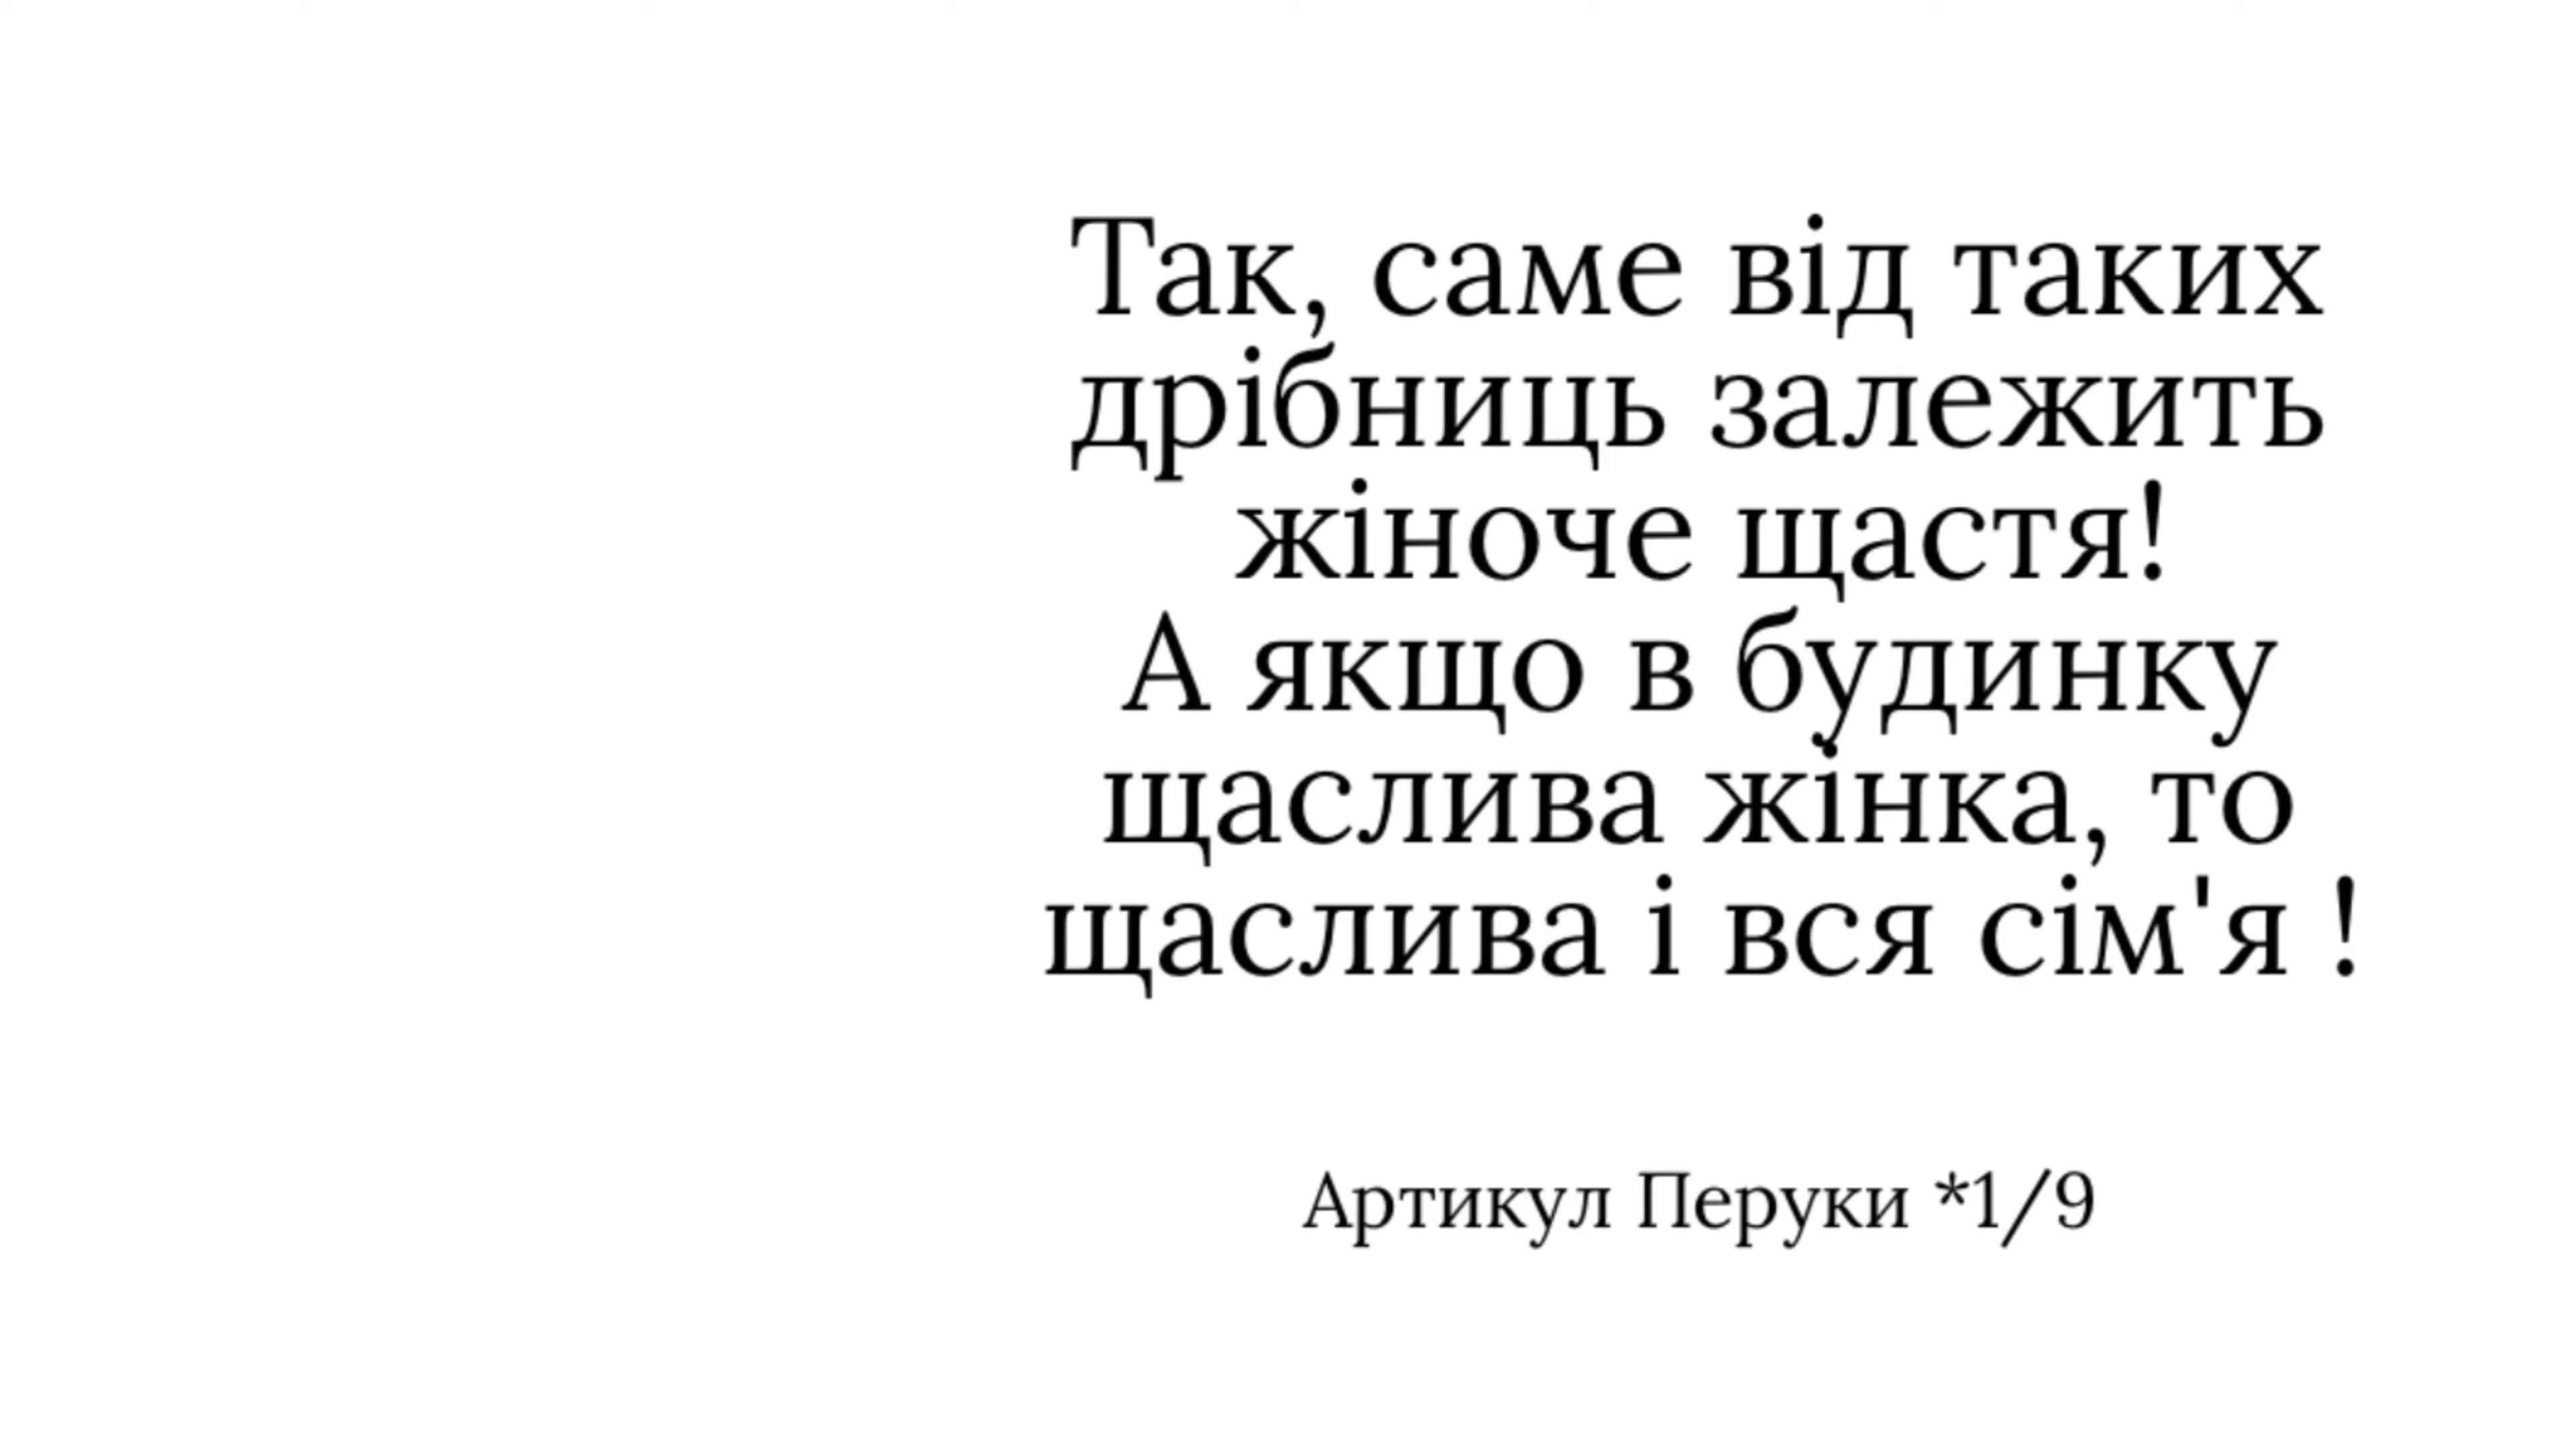 Так, саме від таких
дрібниць залежить
жіноче щастя!
А якщо в будинку
щаслива жінка, то
щаслива і вся сім'я !
Артикул Перуки *1/9